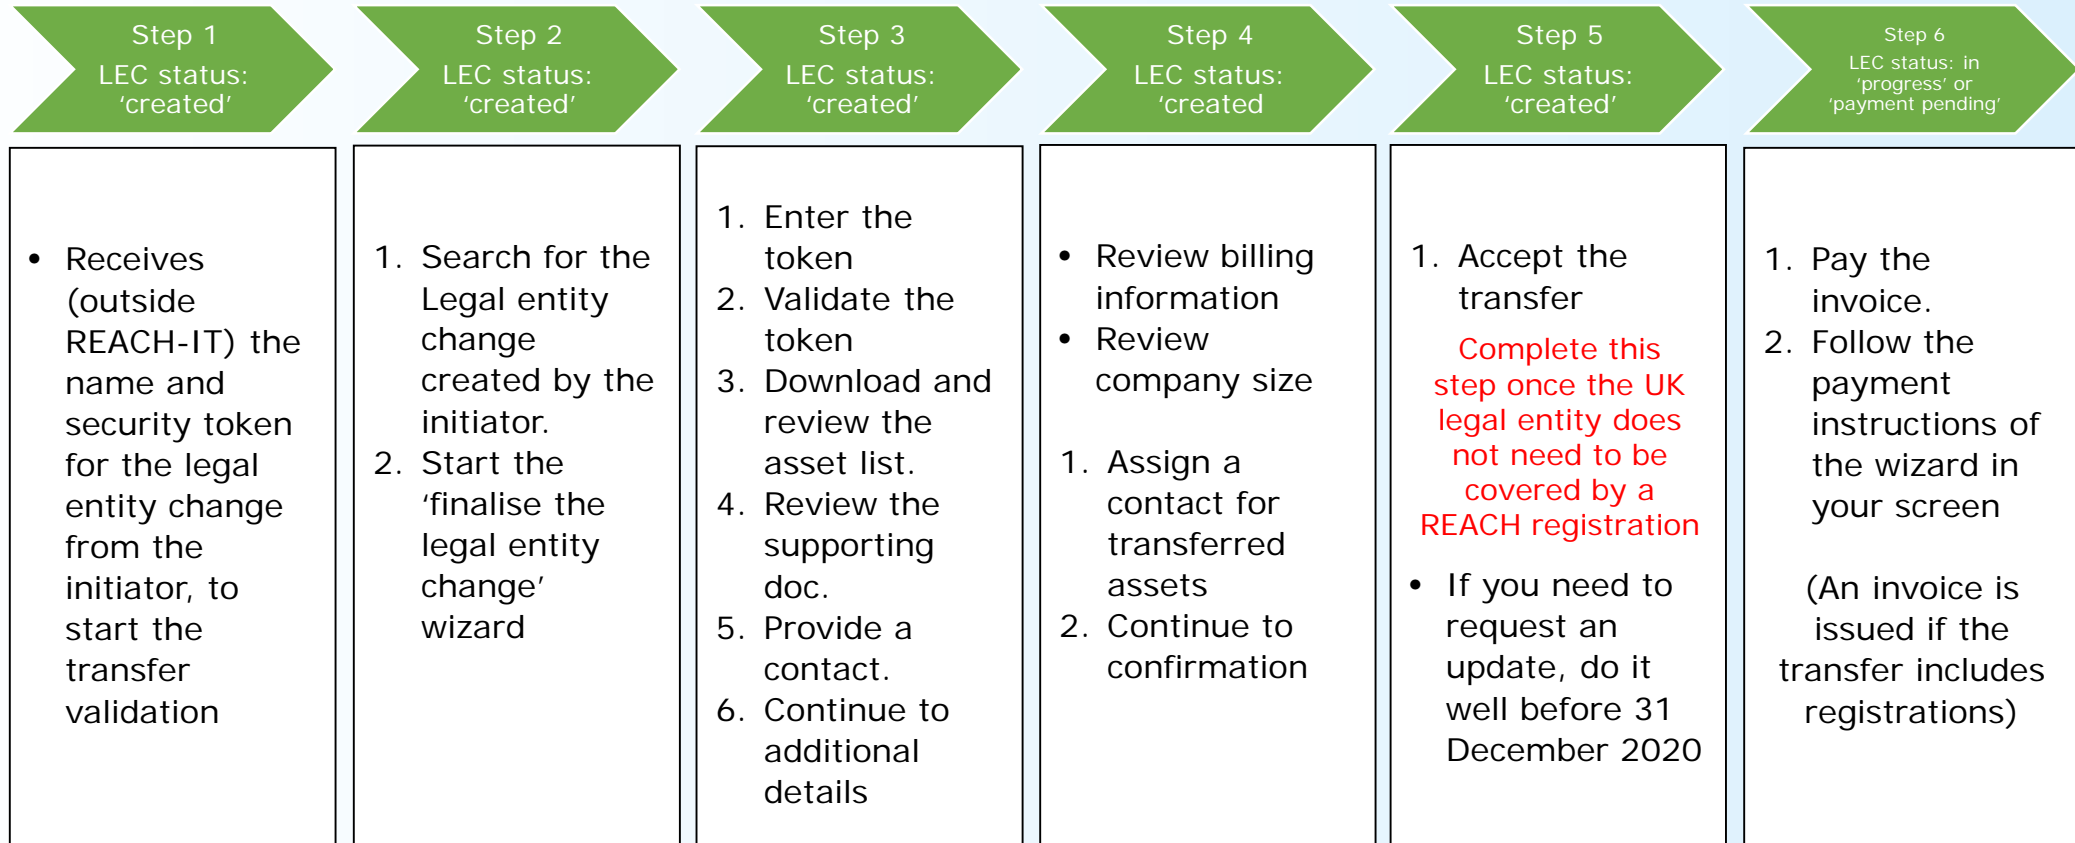 Step 1
LEC status:
‘created’
Step 2
LEC status:
‘created’
Step 3
LEC status:
‘created’
Step 4
LEC status:
‘created
Step 5
LEC status:
‘created’
Step 6
LEC status: in
‘progress’ or
‘payment pending’
• Receives
(outside
REACH-IT) the
name and
security token
for the legal
entity change
from the
initiator, to
start the
transfer
validation
1. Search for the
Legal entity
change
created by the
initiator.
2. Start the
‘finalise the
legal entity
change’
wizard
1. Enter the
token
2. Validate the
token
3. Download and
review the
asset list.
4. Review the
supporting
doc.
5. Provide a
contact.
6. Continue to
additional
details
• Review billing
information
• Review
company size
1. Assign a
contact for
transferred
assets
2. Continue to
confirmation
1. Accept the
transfer
Complete this
step once the UK
legal entity does
not need to be
covered by a
REACH registration
• If you need to
request an
update, do it
well before 31
December 2020
1. Pay the
invoice.
2. Follow the
payment
instructions of
the wizard in
your screen
(An invoice is
issued if the
transfer includes
registrations)